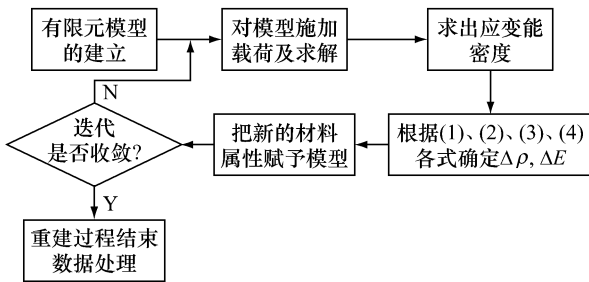 有限元模型
的建立
对模型施加
载荷及求解
求出应变能
密度
根据(1)、(2)、(3)、(4)
各式确定Δρ, ΔE
把新的材料
属性赋予模型
迭代
是否收敛?
N
Y
重建过程结束
数据处理